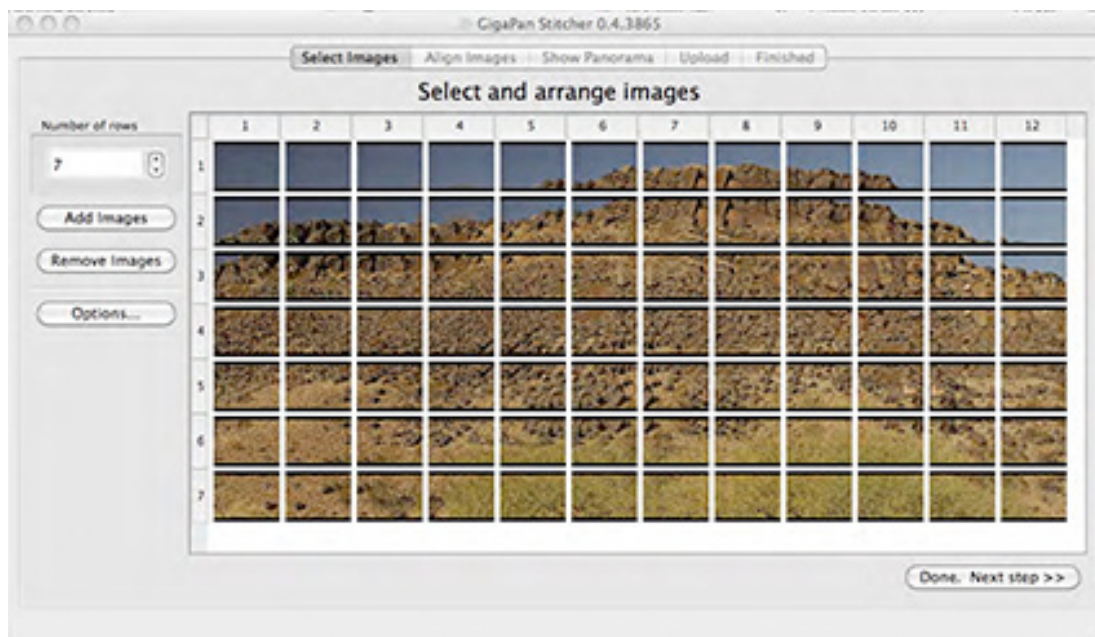 GigaPan Stitcher 0.4.3865
Select Images Align Images Show Panorama Upload Finished
Select and arrange images
Number of rows
7
Add Images
Remove Images
Options...
1 2 3 4 5 6 7 8 9 10 11 12
1
2
3
4
5
6
7
Done. Next step >>